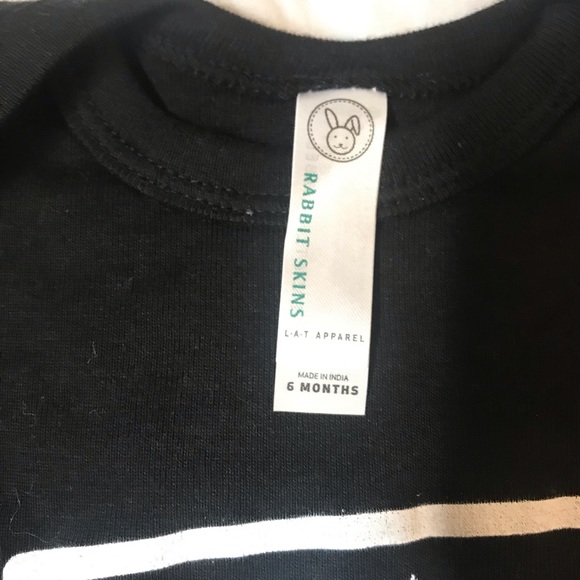 RABBIT SKINS
L·A·T APPAREL
MADE IN INDIA
6 MONTHS